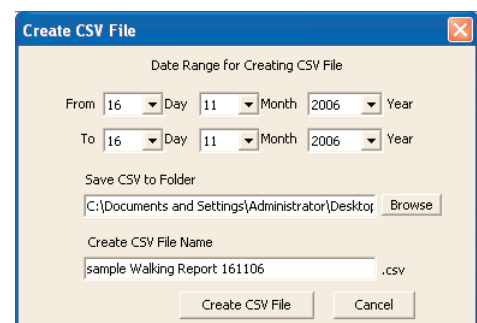 Create CSV File
Date Range for Creating CSV File
From 16 Day 11 Month 2006 Year
To 16 Day 11 Month 2006 Year
Save CSV to Folder
C:\Documents and Settings\Administrator\Desktop Browse
Create CSV File Name
sample Walking Report 161106 .csv
Create CSV File Cancel